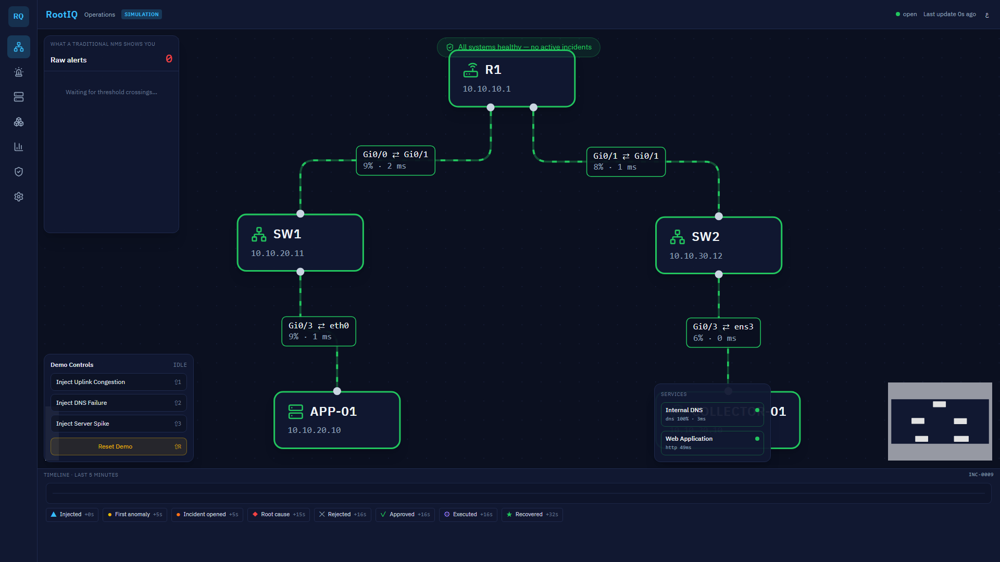 RQ
RootIQ Operations SIMULATION
open Last update 0s ago ع
WHAT A TRADITIONAL NMS SHOWS YOU
Raw alerts 0
Waiting for threshold crossings...
All systems healthy — no active incidents
R1
10.10.10.1
Gi0/0 ⇄ Gi0/1
9% · 2 ms
Gi0/1 ⇄ Gi0/1
8% · 1 ms
SW1
10.10.20.11
SW2
10.10.30.12
Gi0/3 ⇄ eth0
9% · 1 ms
Gi0/3 ⇄ ens3
6% · 0 ms
Demo Controls IDLE
Inject Uplink Congestion ⇧1
Inject DNS Failure ⇧2
Inject Server Spike ⇧3
Reset Demo ⇧R
APP-01
10.10.20.10
COLLECTOR-01
SERVICES
Internal DNS
dns 100% · 3ms
Web Application
http 49ms
TIMELINE · LAST 5 MINUTES INC-0009
Injected +0s
First anomaly +5s
Incident opened +5s
Root cause +15s
Rejected +16s
Approved +16s
Executed +16s
Recovered +32s